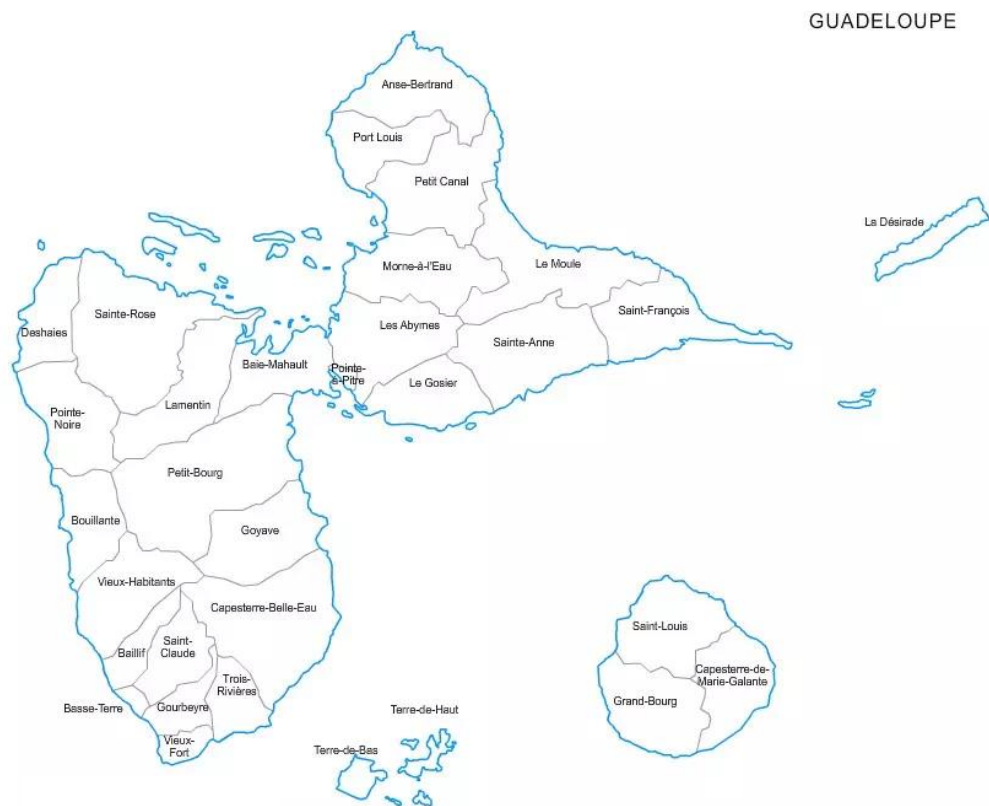 GUADELOUPE
Anse-Bertrand
Port Louis
Petit Canal
La Désirade
Morne-à-l'Eau
Le Moule
Sainte-Rose
Saint-François
Deshaies
Les Abymes
Sainte-Anne
Baie-Mahault
Pointe-
à-Pitre
Le Gosier
Lamentin
Pointe-
Noire
Petit-Bourg
Bouillante
Goyave
Vieux-Habitants
Capesterre-Belle-Eau
Saint-Louis
Saint-
Claude
Baillif
Capesterre-de-
Marie-Galante
Trois-
Rivières
Grand-Bourg
Basse-Terre
Gourbeyre
Terre-de-Haut
Vieux-
Fort
Terre-de-Bas